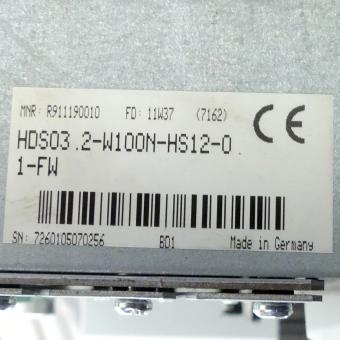 MNR: R911190010 FD: 11W37 (7162)
HDS03.2-W100N-HS12-0
1-FW
CE
SN: 7260105070256 BD1 Made in Germany